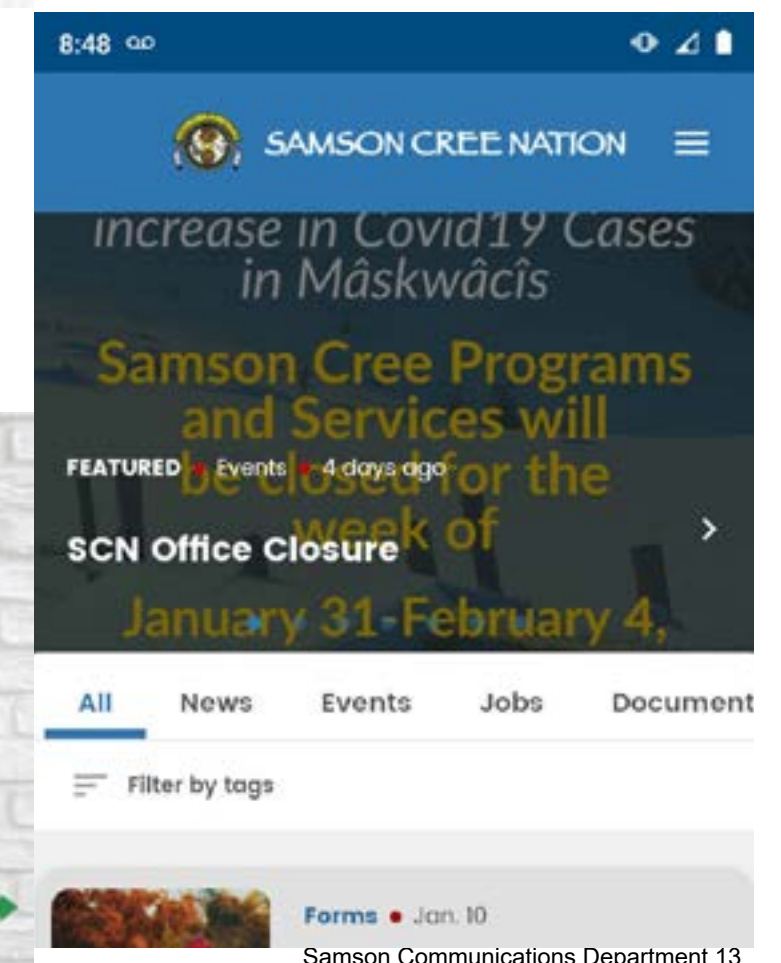 8:48
SAMSON CREE NATION
increase in Covid19 Cases
in Mâskwâcîs
Samson Cree Programs
and Services will
be closed for the
week of
January 31-February 4,
FEATURED • Events • 4 days ago
SCN Office Closure
All News Events Jobs Document
Filter by tags
Forms • Jan. 10
Samson Communications Department 13